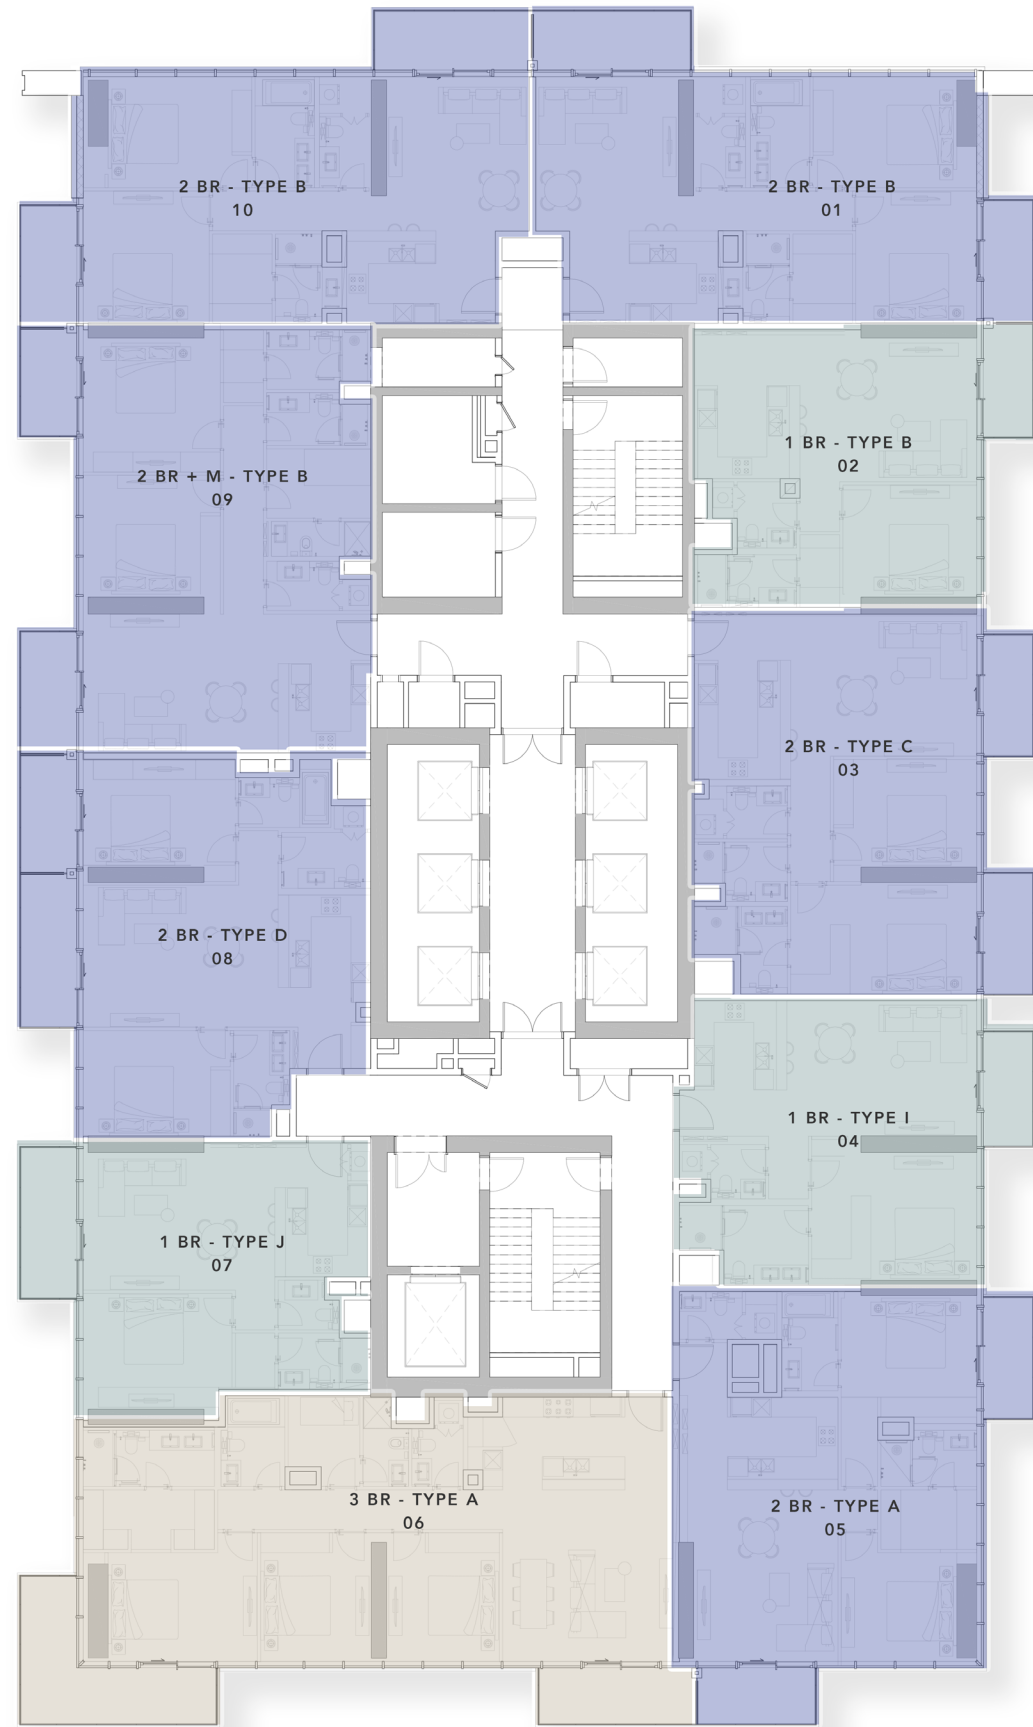 2 BR - TYPE B
10
2 BR - TYPE B
01
1 BR - TYPE B
02
2 BR + M - TYPE B
09
2 BR - TYPE C
03
2 BR - TYPE D
08
1 BR - TYPE I
04
1 BR - TYPE J
07
3 BR - TYPE A
06
2 BR - TYPE A
05